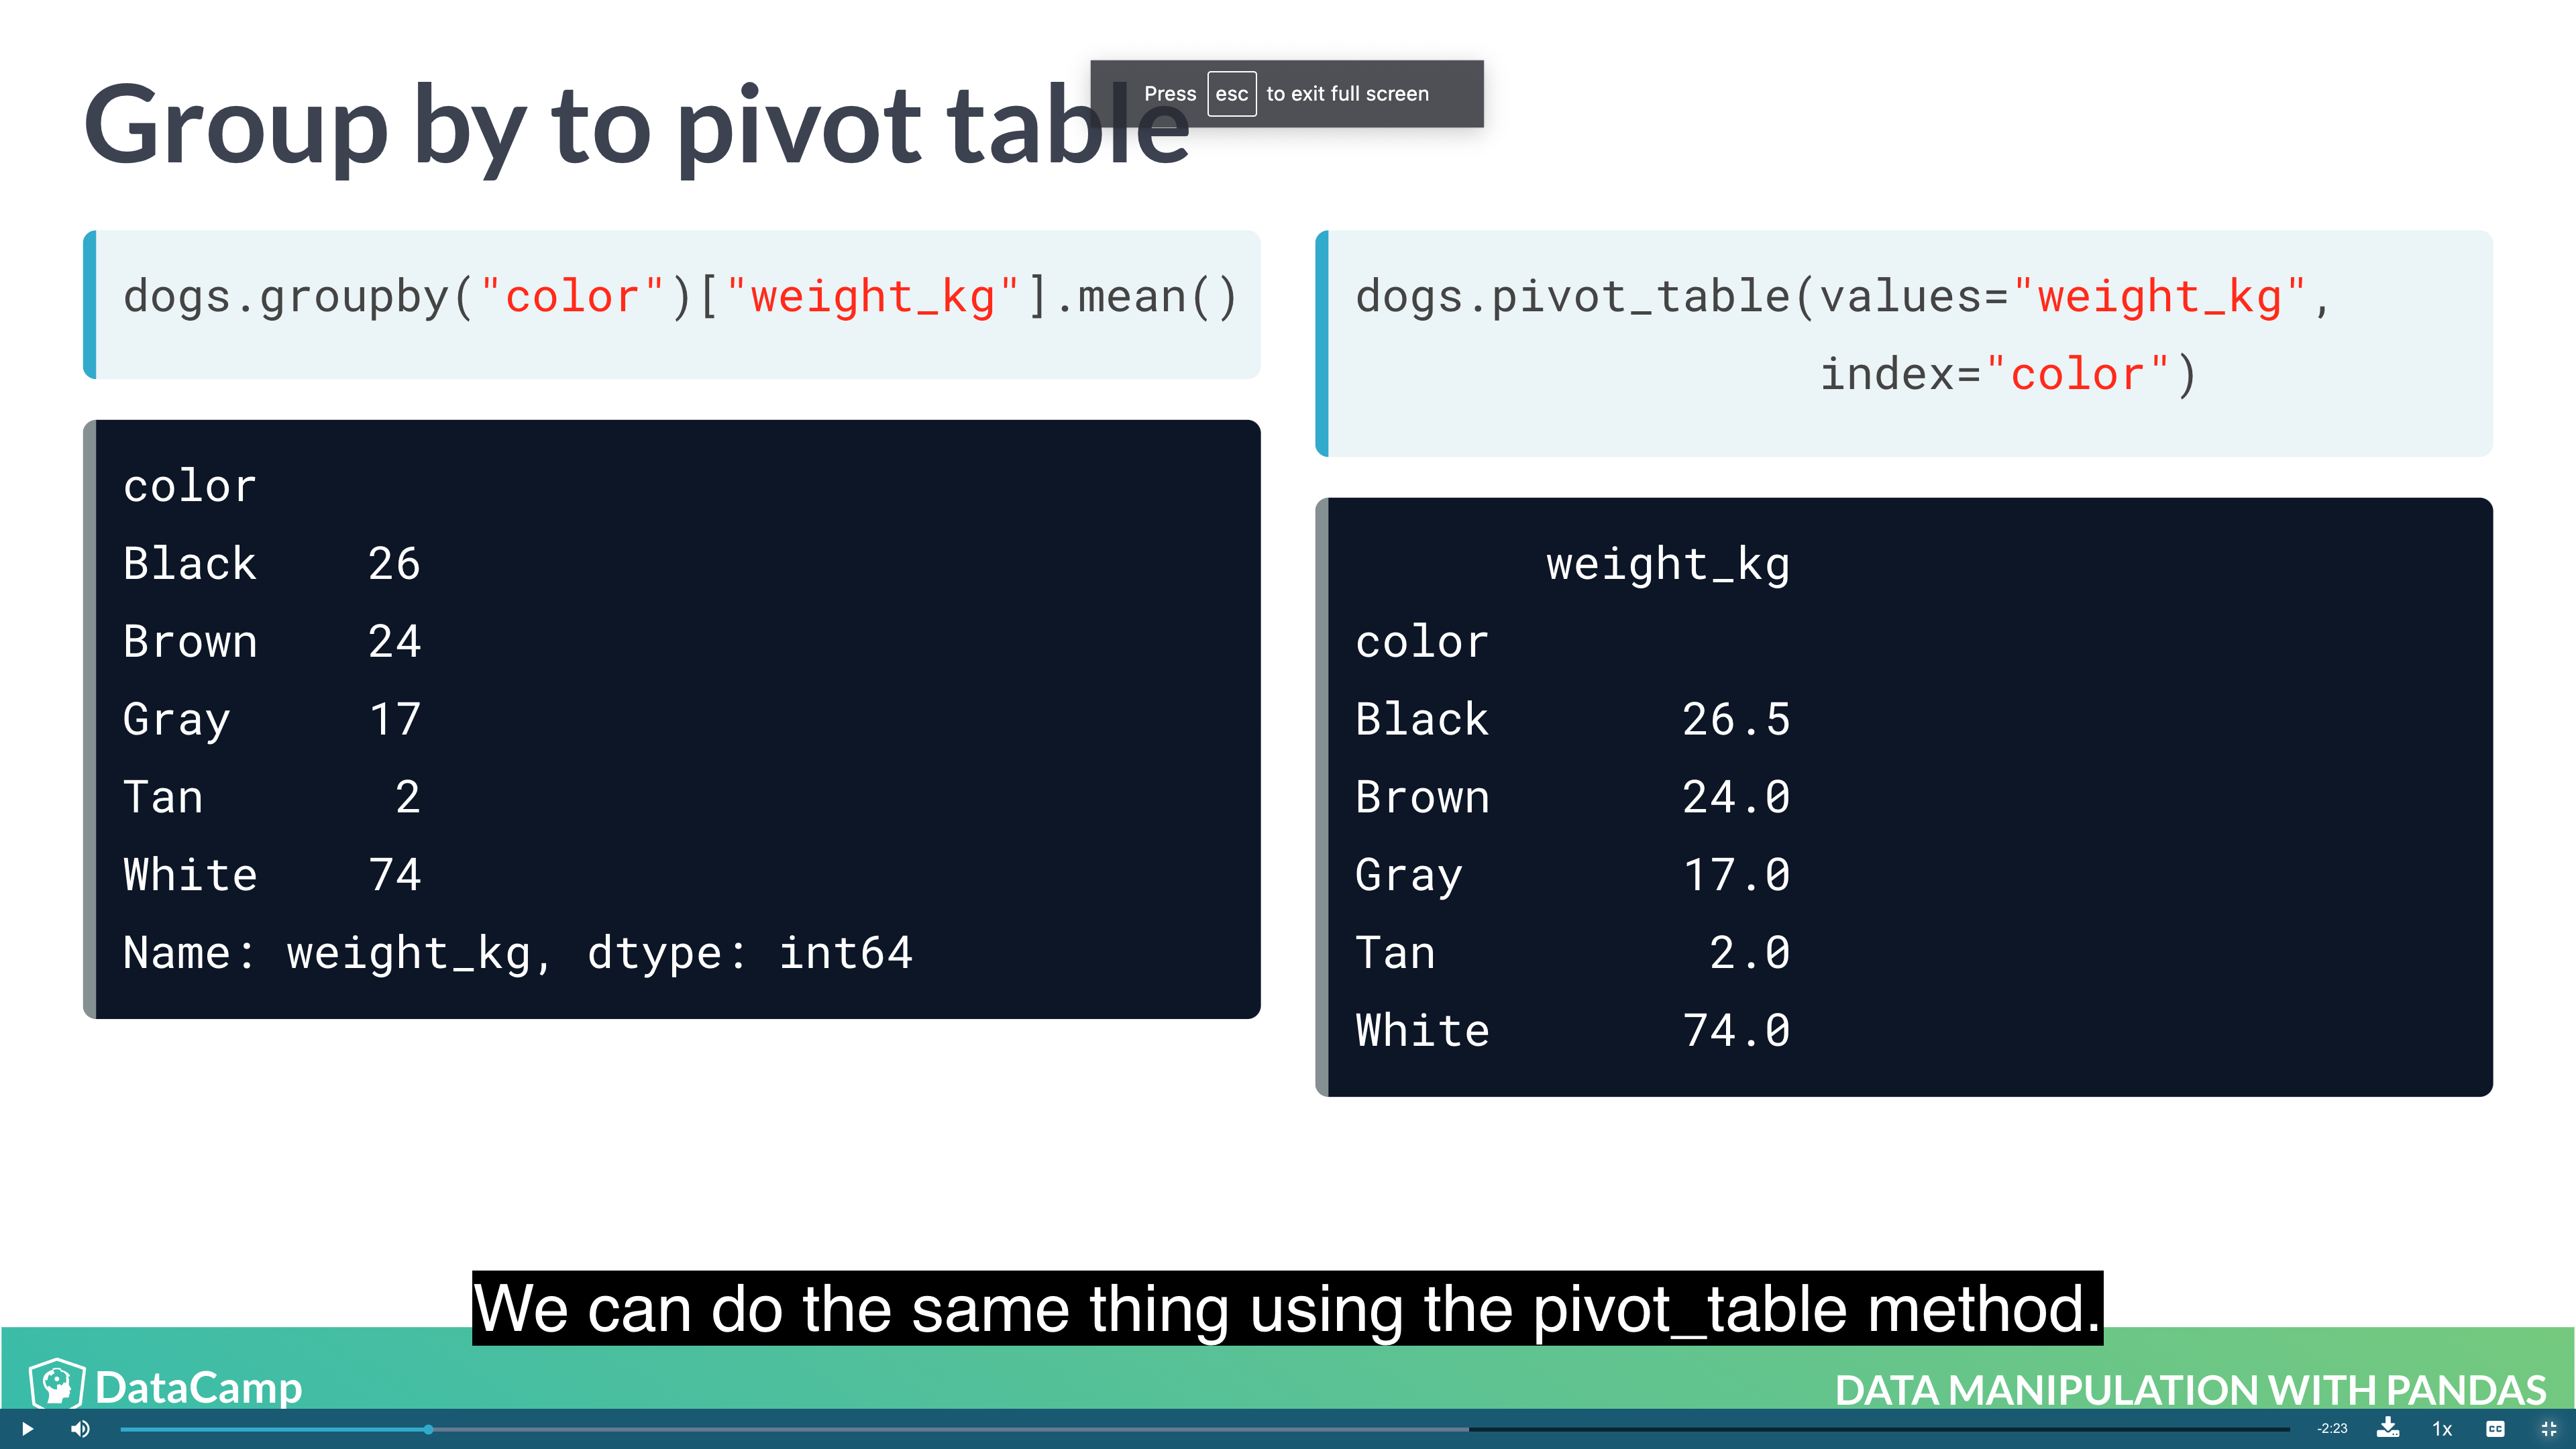 Group by to pivot table
Press esc to exit full screen
dogs.groupby("color")["weight_kg"].mean()
color
Black    26
Brown    24
Gray     17
Tan       2
White    74
Name: weight_kg, dtype: int64
dogs.pivot_table(values="weight_kg",
                 index="color")
       weight_kg
color
Black       26.5
Brown       24.0
Gray        17.0
Tan          2.0
White       74.0
We can do the same thing using the pivot_table method.
DataCamp
DATA MANIPULATION WITH PANDAS
-2:23
1x
CC